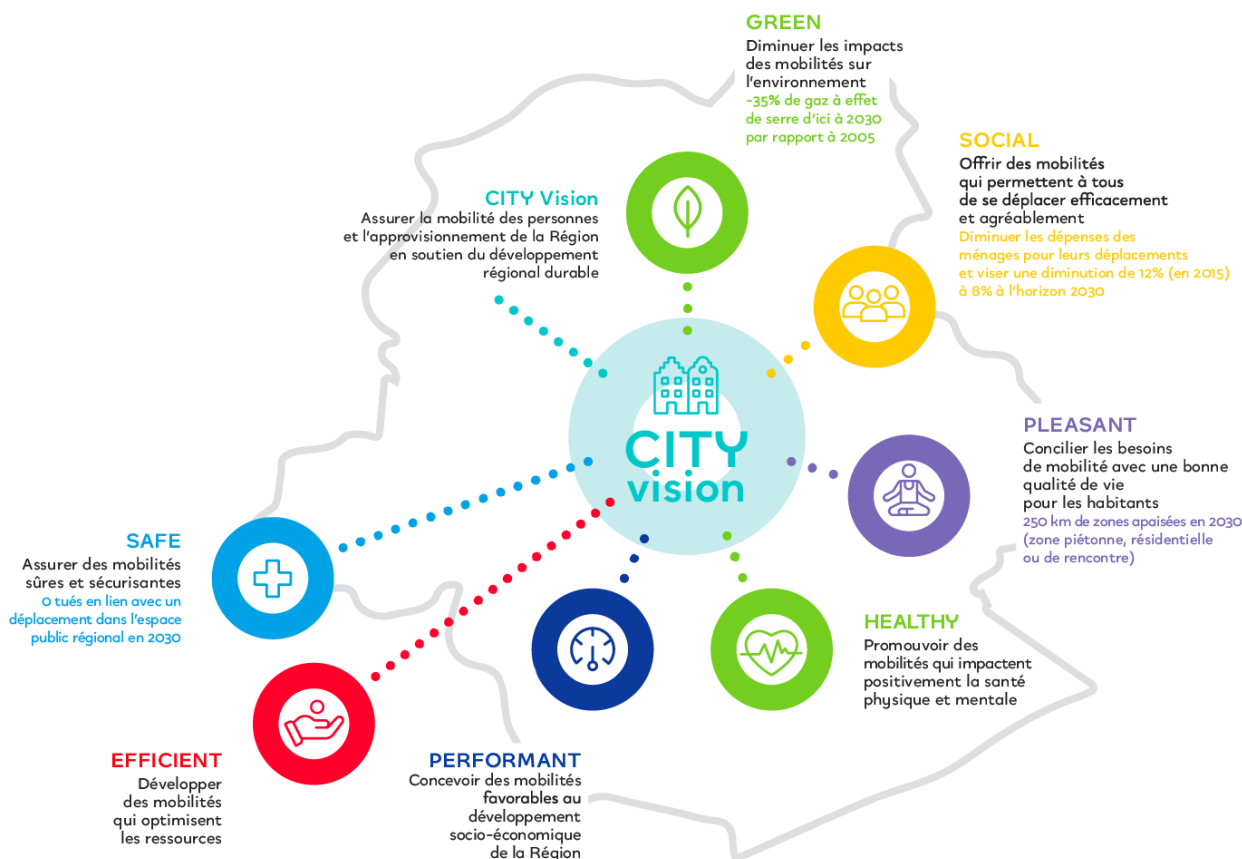 GREEN
Diminuer les impacts
des mobilités sur
l'environnement
-35% de gaz à effet
de serre d'ici à 2030
par rapport à 2005
SOCIAL
Offrir des mobilités
qui permettent à tous
de se déplacer efficacement
et agréablement
Diminuer les dépenses des
ménages pour leurs déplacements
et viser une diminution de 12% (en 2015)
à 8% à l'horizon 2030
CITY Vision
Assurer la mobilité des personnes
et l'approvisionnement de la Région
en soutien du développement
régional durable
CITY
vision
PLEASANT
Concilier les besoins
de mobilité avec une bonne
qualité de vie
pour les habitants
250 km de zones apaisées en 2030
(zone piétonne, résidentielle
ou de rencontre)
SAFE
Assurer des mobilités
sûres et sécurisantes
0 tués en lien avec un
déplacement dans l'espace
public régional en 2030
HEALTHY
Promouvoir des
mobilités qui impactent
positivement la santé
physique et mentale
EFFICIENT
Développer
des mobilités
qui optimisent
les ressources
PERFORMANT
Concevoir des mobilités
favorables au
développement
socio-économique
de la Région